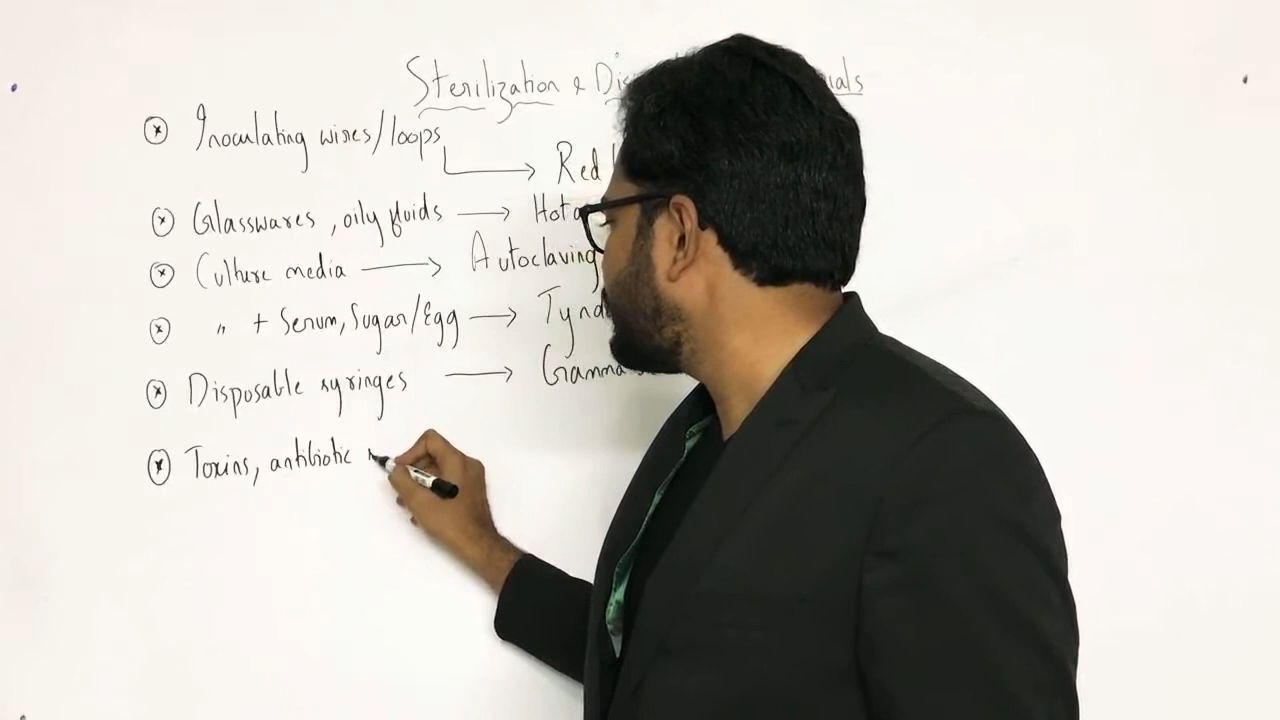 Sterilization & Dis
Inoculating wires/loops
Red
Glasswares, oily fluids → Hot
Culture media → Autoclaving
" + Serum, Sugar/Egg → Tynd
Disposable syringes → Gamma
Toxins, antibiotic